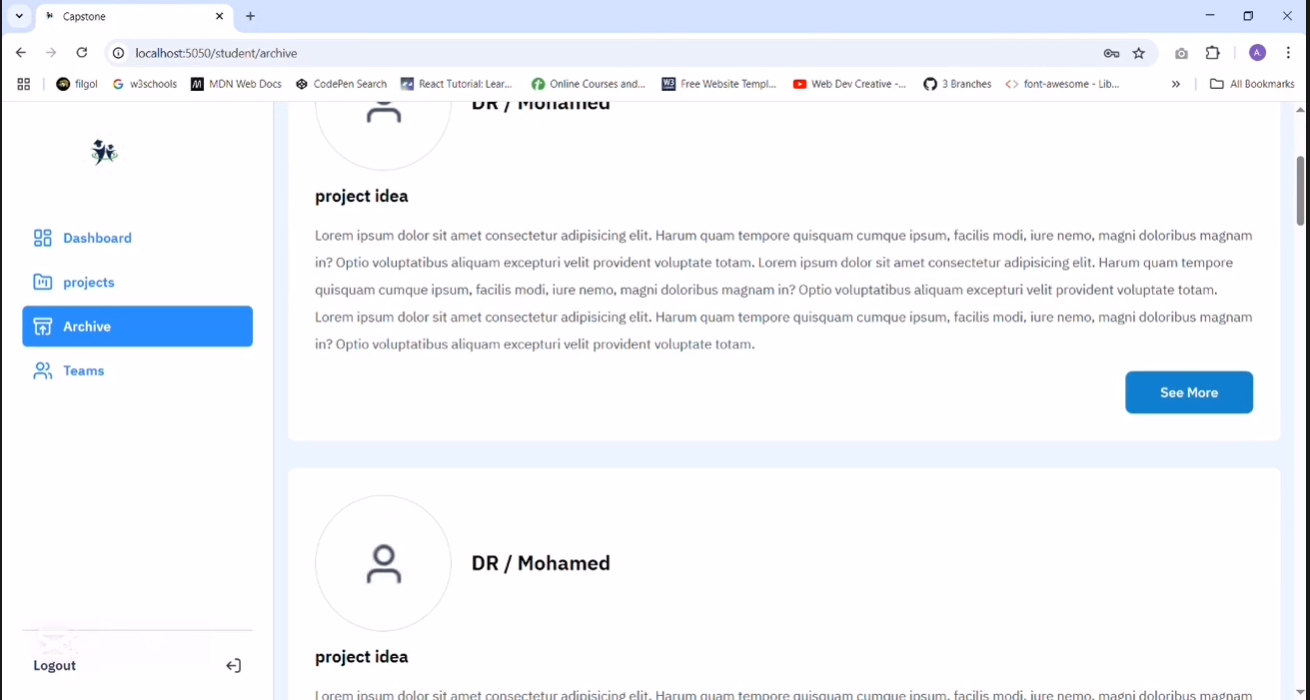 Capstone
localhost:5050/student/archive
A.
filgol
w3schools
MDN Web Docs
CodePen Search
React Tutorial: Lear...
Online Courses and...
Free Website Templ...
Web Dev Creative -...
3 Branches
font-awesome - Lib...
All Bookmarks
Dashboard
projects
Archive
Teams
Logout
DR / Mohamed
project idea
Lorem ipsum dolor sit amet consectetur adipisicing elit. Harum quam tempore quisquam cumque ipsum, facilis modi, iure nemo, magni doloribus magnam
in? Optio voluptatibus aliquam excepturi velit provident voluptate totam. Lorem ipsum dolor sit amet consectetur adipisicing elit. Harum quam tempore
quisquam cumque ipsum, facilis modi, iure nemo, magni doloribus magnam in? Optio voluptatibus aliquam excepturi velit provident voluptate totam.
Lorem ipsum dolor sit amet consectetur adipisicing elit. Harum quam tempore quisquam cumque ipsum, facilis modi, iure nemo, magni doloribus magnam
in? Optio voluptatibus aliquam excepturi velit provident voluptate totam.
See More
DR / Mohamed
project idea
Lorem ipsum dolor sit amet consectetur adipisicing elit. Harum quam tempore quisquam cumque ipsum, facilis modi, iure nemo, magni doloribus magnam